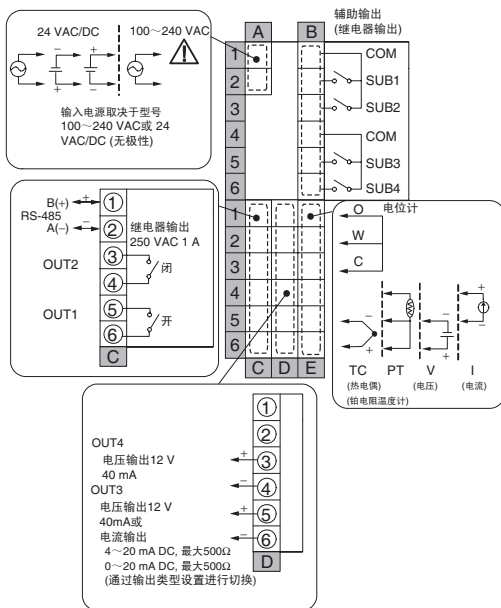 24 VAC/DC
100～240 VAC
− +
+ −
输入电源取决于型号
100～240 VAC或 24
VAC/DC (无极性)
A
B
1
2
3
4
5
6
辅助输出
(继电器输出)
COM
SUB1
SUB2
COM
SUB3
SUB4
1
2
3
4
5
6
C D E
B(+)
RS-485
A(−)
+
−
OUT2
OUT1
①
②
③
④
⑤
⑥
C
继电器输出
250 VAC 1 A
闭
开
O
W
C
电位计
−
+
−
+
+
−
TC
(热电偶)
PT
(铂电阻温度计)
V
(电压)
I
(电流)
OUT4
电压输出12 V
40 mA
OUT3
电压输出12 V
40mA或
电流输出
4～20 mA DC, 最大500Ω
0～20 mA DC, 最大500Ω
(通过输出类型设置进行切换)
+
−
+
−
①
②
③
④
⑤
⑥
D